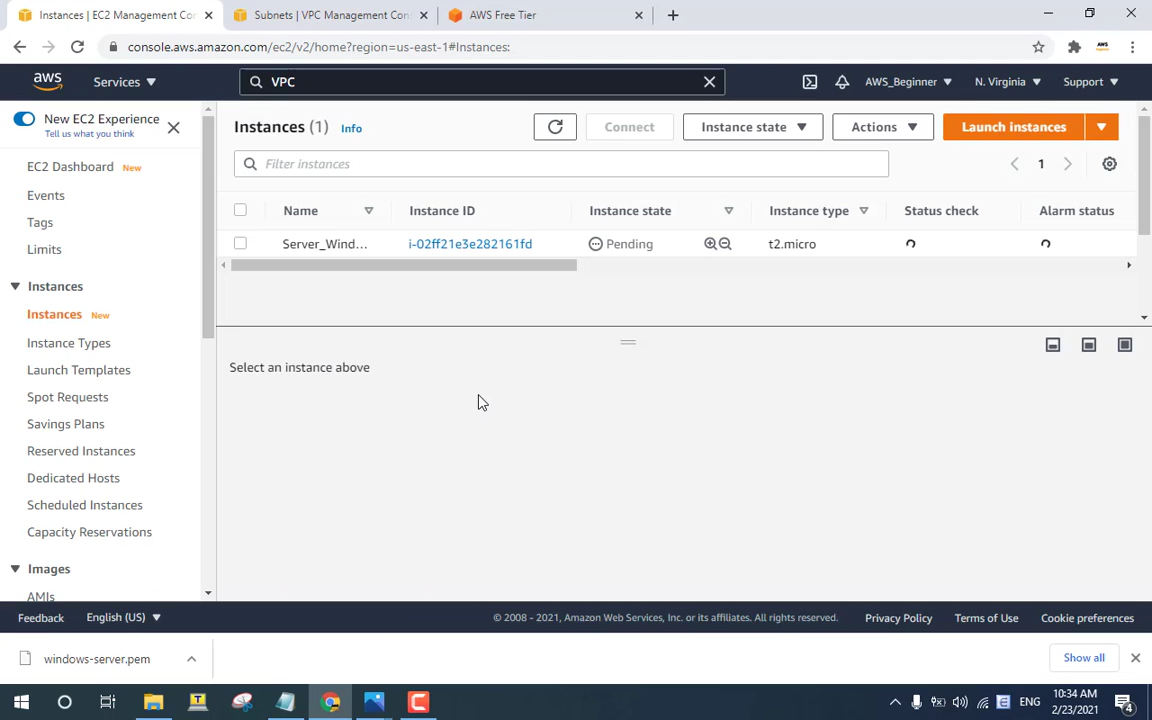 Instances | EC2 Management Con
Subnets | VPC Management Con
AWS Free Tier
console.aws.amazon.com/ec2/v2/home?region=us-east-1#Instances:
aws
aws
Services
VPC
AWS_Beginner
N. Virginia
Support
New EC2 Experience
Tell us what you think
EC2 Dashboard New
Events
Tags
Limits
Instances
Instances New
Instance Types
Launch Templates
Spot Requests
Savings Plans
Reserved Instances
Dedicated Hosts
Scheduled Instances
Capacity Reservations
Images
AMIs
Instances (1) Info
Connect
Instance state
Actions
Launch instances
Filter instances
1
Name Instance ID Instance state Instance type Status check Alarm status
Server_Wind... i-02ff21e3e282161fd Pending t2.micro
Select an instance above
Feedback
English (US)
© 2008 - 2021, Amazon Web Services, Inc. or its affiliates. All rights reserved.
Privacy Policy
Terms of Use
Cookie preferences
windows-server.pem
Show all
T
C
E
ENG
10:34 AM
2/23/2021
4